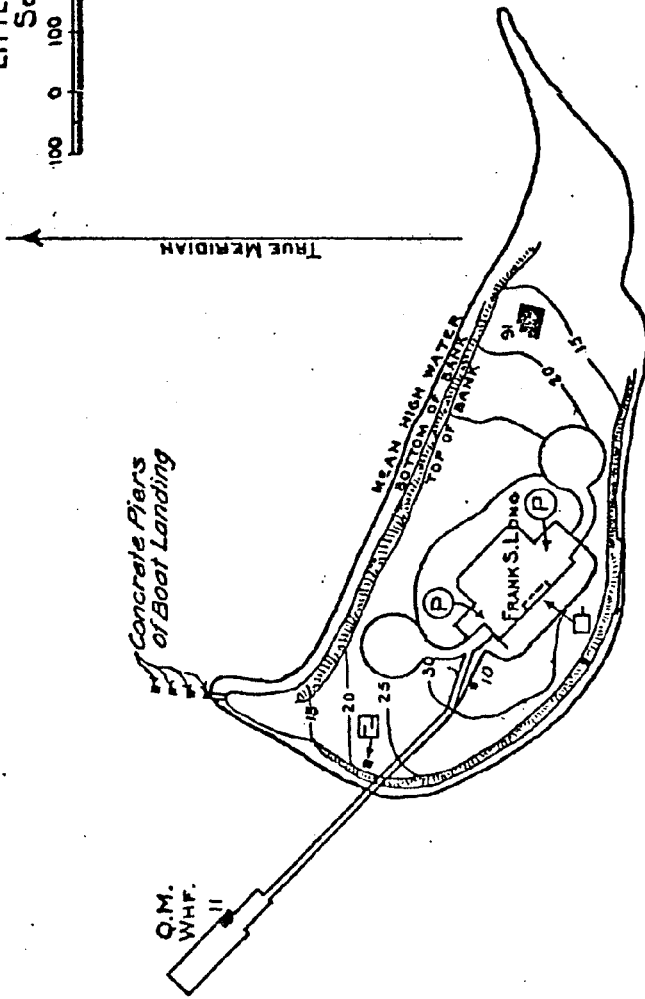 100 0 100
TRUE MERIDIAN
Concrete Piers
of Boat Landing
MEAN HIGH WATER
BOTTOM OF BANK
TOP OF BANK
16
15
20
P
P
FRANK S. LONG
15
20
25
30
10
Q.M.
WHF.
11